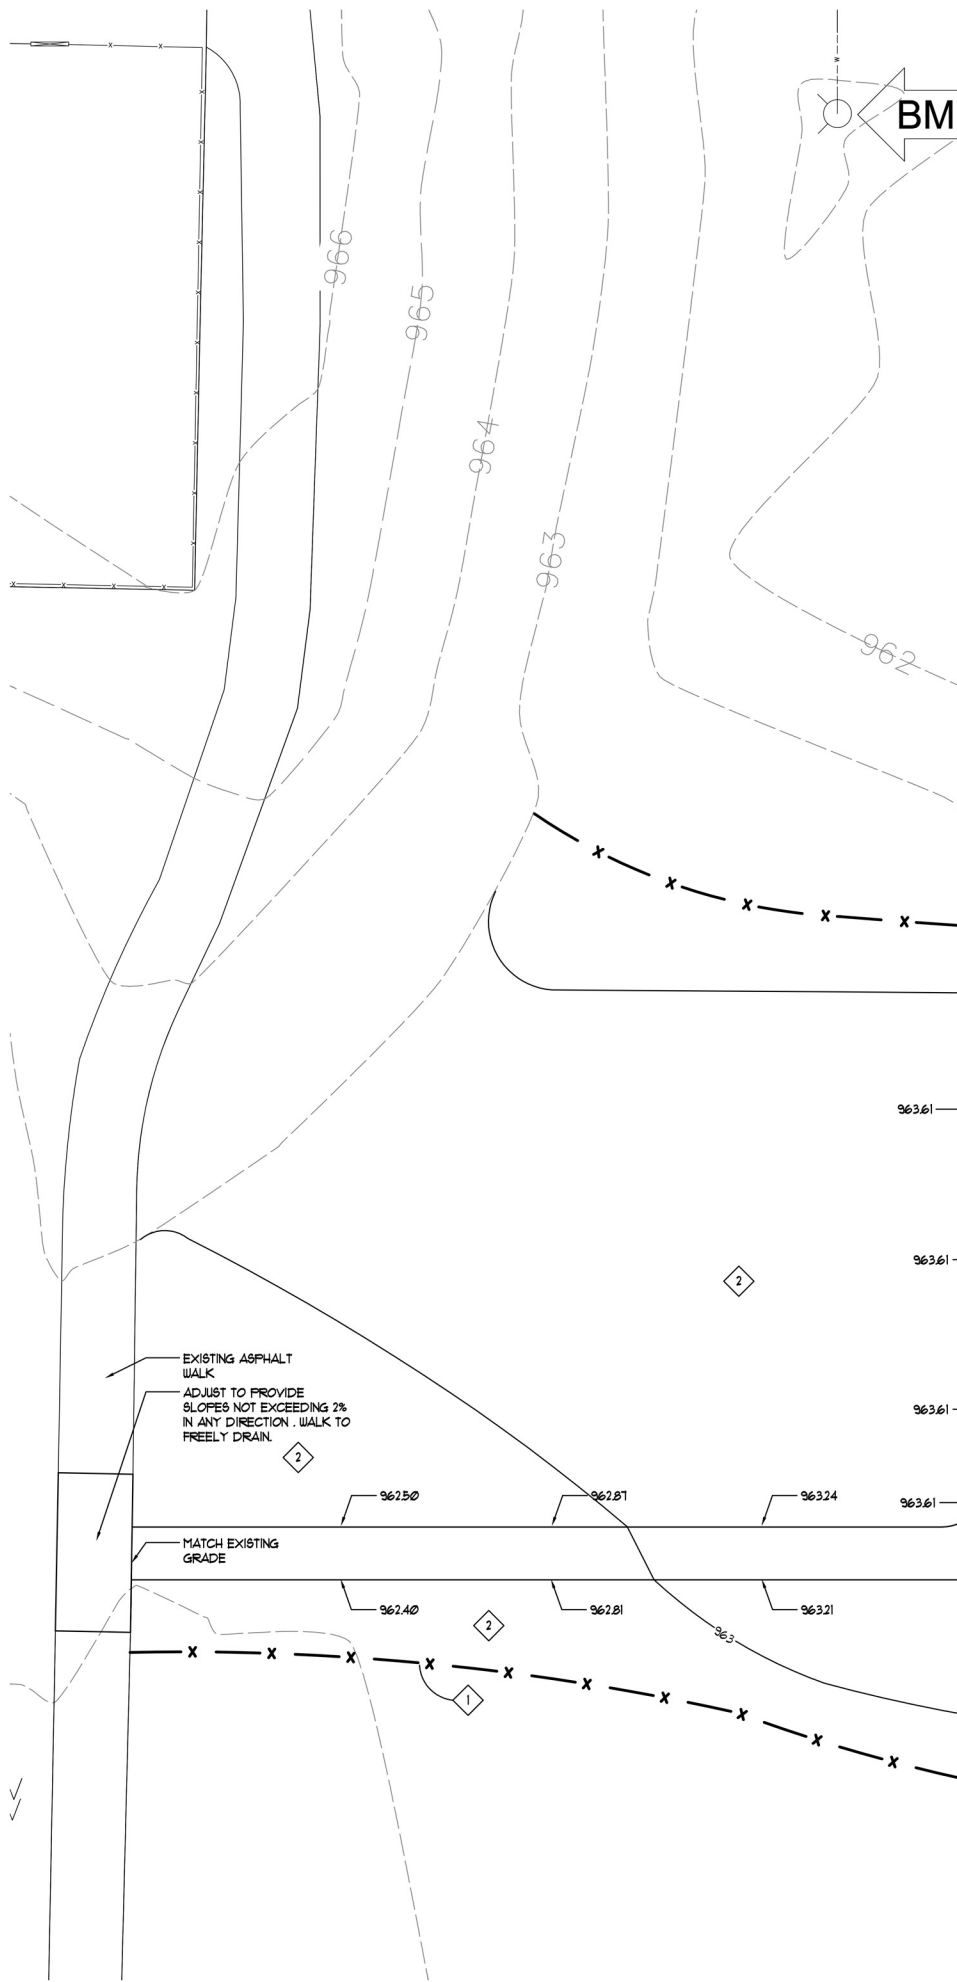 BM
966
965
964
963
962
963.61
963.61
2
EXISTING ASPHALT
WALK
ADJUST TO PROVIDE
SLOPES NOT EXCEEDING 2%
IN ANY DIRECTION . WALK TO
FREELY DRAIN.
963.61
2
962.50
962.87
963.24
963.61
MATCH EXISTING
GRADE
962.40
962.81
963.21
2
963
1